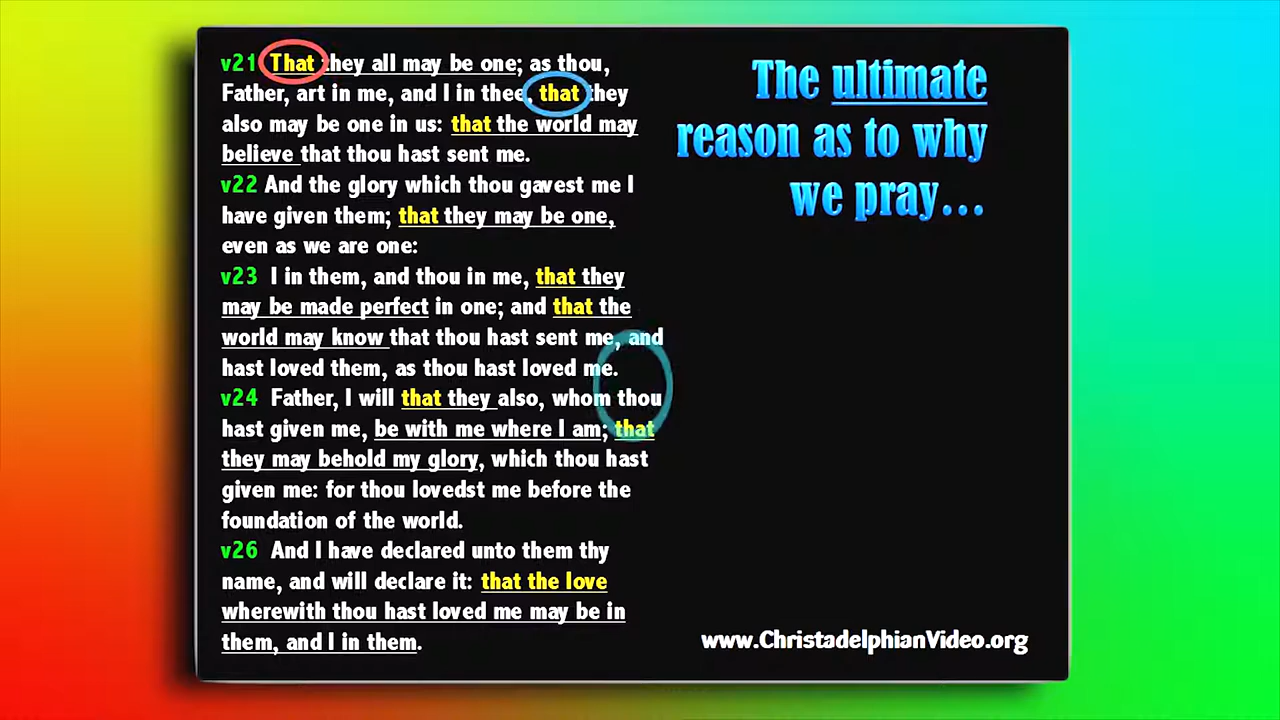 v21 That they all may be one; as thou,
Father, art in me, and I in thee, that they
also may be one in us: that the world may
believe that thou hast sent me.
v22 And the glory which thou gavest me I
have given them; that they may be one,
even as we are one:
v23 I in them, and thou in me, that they
may be made perfect in one; and that the
world may know that thou hast sent me, and
hast loved them, as thou hast loved me.
v24 Father, I will that they also, whom thou
hast given me, be with me where I am; that
they may behold my glory, which thou hast
given me: for thou lovedst me before the
foundation of the world.
v26 And I have declared unto them thy
name, and will declare it: that the love
wherewith thou hast loved me may be in
them, and I in them.
The ultimate
reason as to why
we pray...
www.ChristadelphianVideo.org